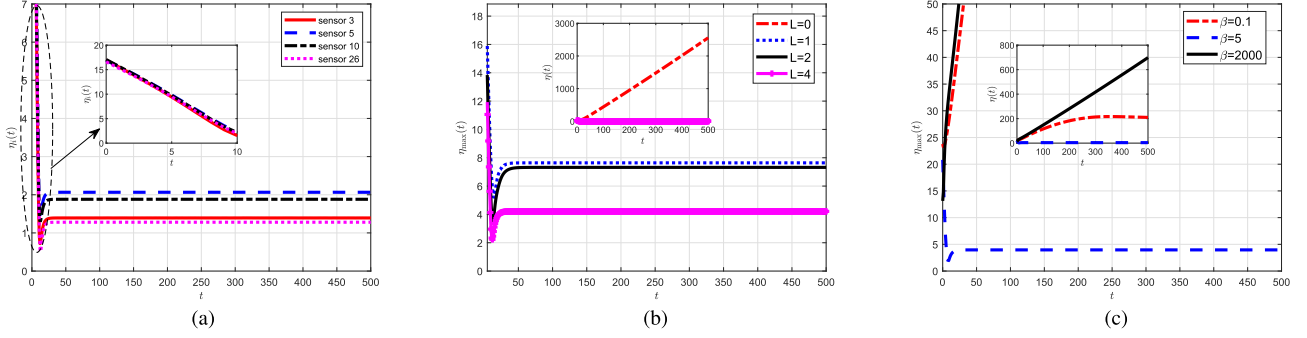 7
6
5
4
3
2
1
0
η_i(t)
0 50 100 150 200 250 300 350 400 450 500
t
sensor 3
sensor 5
sensor 10
sensor 26
20
15
10
5
0
η_i(t)
0 5 10
t
(a)
18
16
14
12
10
8
6
4
2
0
η_max(t)
0 50 100 150 200 250 300 350 400 450 500
t
L=0
L=1
L=2
L=4
3000
2500
2000
1500
1000
500
0
η(t)
0 100 200 300 400 500
t
(b)
50
45
40
35
30
25
20
15
10
5
0
η_max(t)
0 50 100 150 200 250 300 350 400 450 500
t
β=0.1
β=5
β=2000
800
600
400
200
0
η(t)
0 100 200 300 400 500
t
(c)